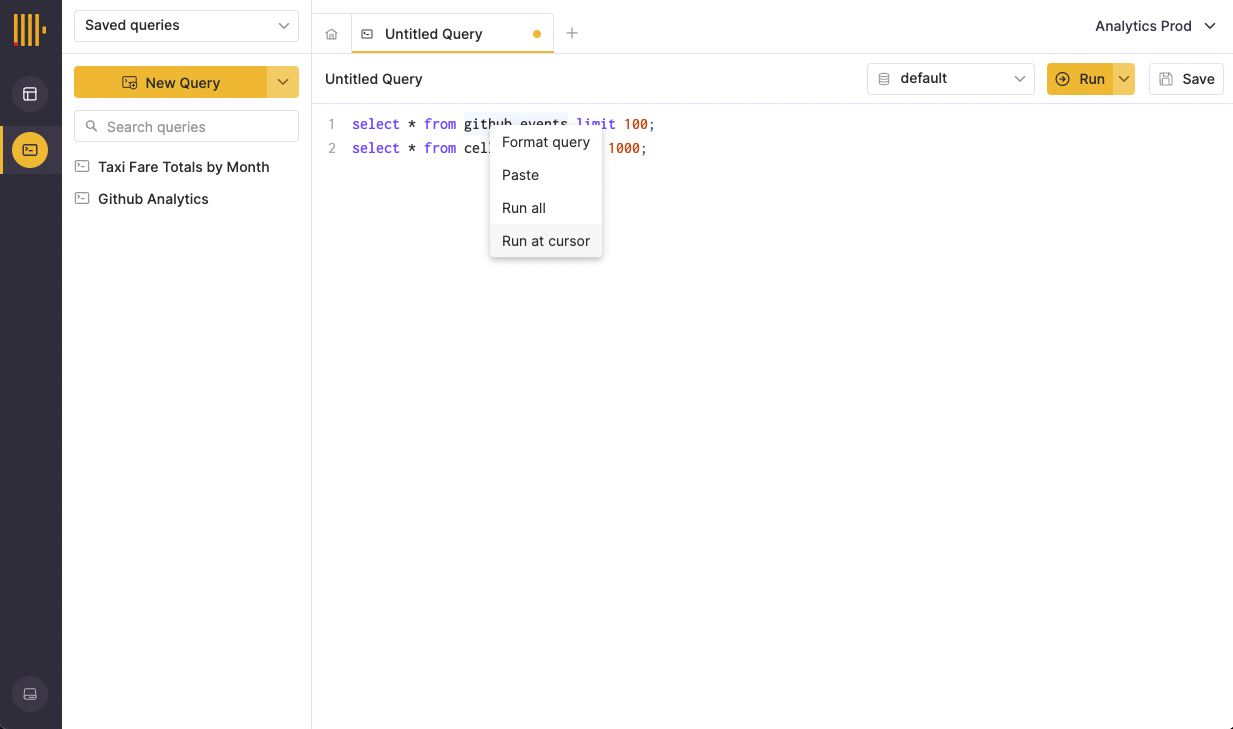 Saved queries
Untitled Query
Analytics Prod
New Query
Untitled Query
default
Run
Save
Search queries
Taxi Fare Totals by Month
Github Analytics
1 select * from github_events limit 100;
2 select * from 1000;
Format query
Paste
Run all
Run at cursor